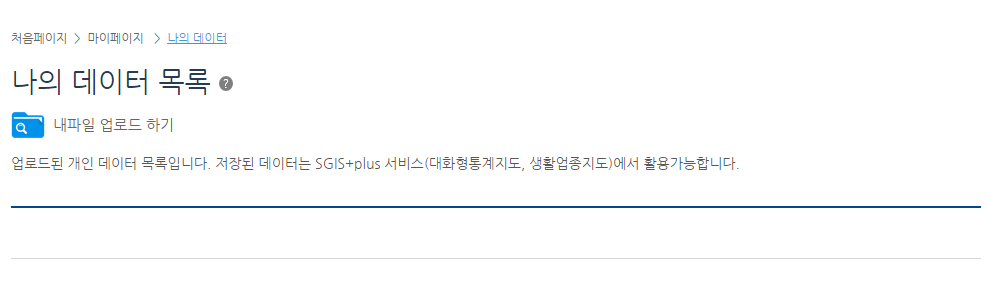 처음페이지 > 마이페이지 > 나의 데이터
나의 데이터 목록 ?
내파일 업로드 하기
업로드된 개인 데이터 목록입니다. 저장된 데이터는 SGIS+plus 서비스(대화형통계지도, 생활업종지도)에서 활용가능합니다.